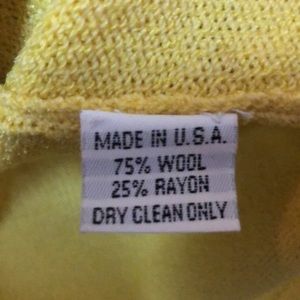 MADE IN U.S.A.
75% WOOL
25% RAYON
DRY CLEAN ONLY